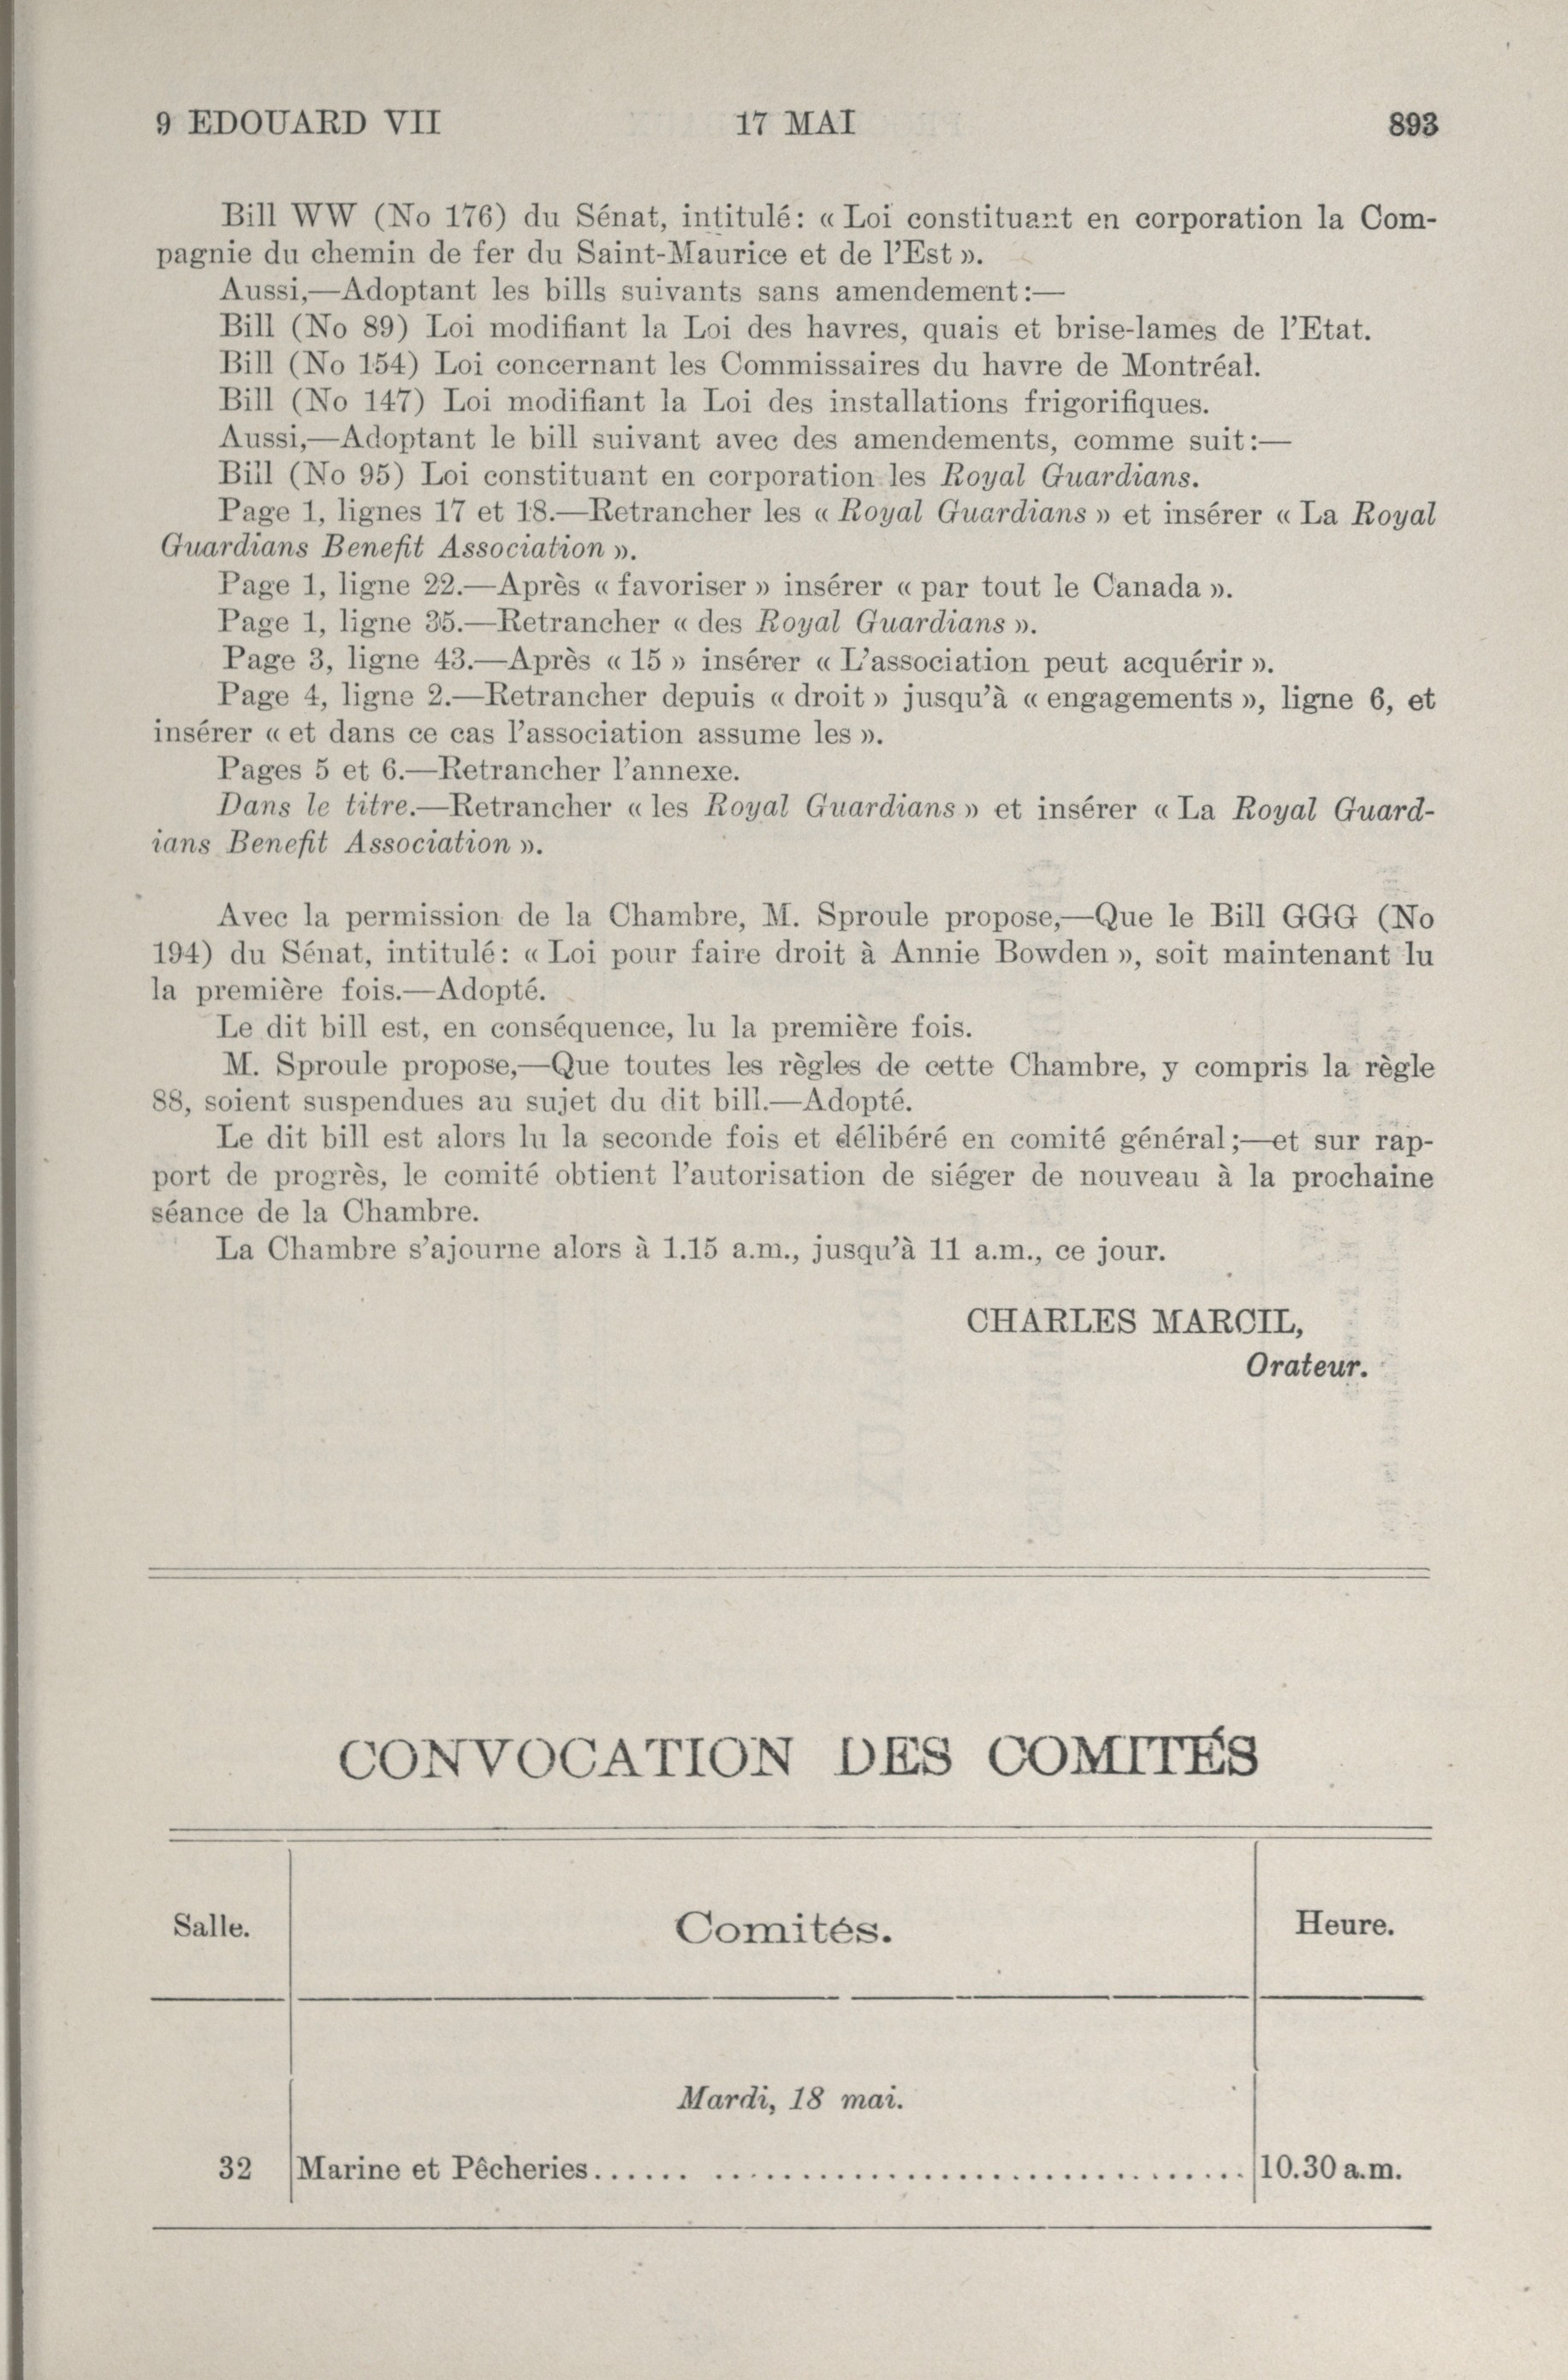 9 EDOUARD VII 17 MAI 893
Bill WW (No 176) du Sénat, intitulé: « Loi constituant en corporation la Com-
pagnie du chemin de fer du Saint-Maurice et de l'Est ».
Aussi,—Adoptant les bills suivants sans amendement:—
Bill (No 89) Loi modifiant la Loi des havres, quais et brise-lames de l'Etat.
Bill (No 154) Loi concernant les Commissaires du havre de Montréal.
Bill (No 147) Loi modifiant la Loi des installations frigorifiques.
Aussi,—Adoptant le bill suivant avec des amendements, comme suit:—
Bill (No 95) Loi constituant en corporation les Royal Guardians.
Page 1, lignes 17 et 18.—Retrancher les « Royal Guardians » et insérer « La Royal
Guardians Benefit Association ».
Page 1, ligne 22.—Après « favoriser » insérer « par tout le Canada ».
Page 1, ligne 35.—Retrancher « des Royal Guardians ».
Page 3, ligne 43.—Après « 15 » insérer « L'association peut acquérir ».
Page 4, ligne 2.—Retrancher depuis « droit » jusqu'à « engagements », ligne 6, et
insérer « et dans ce cas l'association assume les ».
Pages 5 et 6.—Retrancher l'annexe.
Dans le titre.—Retrancher « les Royal Guardians » et insérer « La Royal Guard-
ians Benefit Association ».
Avec la permission de la Chambre, M. Sproule propose,—Que le Bill GGG (No
194) du Sénat, intitulé: « Loi pour faire droit à Annie Bowden », soit maintenant lu
la première fois.—Adopté.
Le dit bill est, en conséquence, lu la première fois.
M. Sproule propose,—Que toutes les règles de cette Chambre, y compris la règle
88, soient suspendues au sujet du dit bill.—Adopté.
Le dit bill est alors lu la seconde fois et délibéré en comité général;—et sur rap-
port de progrès, le comité obtient l'autorisation de siéger de nouveau à la prochaine
séance de la Chambre.
La Chambre s'ajourne alors à 1.15 a.m., jusqu'à 11 a.m., ce jour.
CHARLES MARCIL,
Orateur.
CONVOCATION DES COMITÉS
Salle. Comités. Heure.
Mardi, 18 mai.
32 Marine et Pêcheries...... .............................. 10.30 a.m.